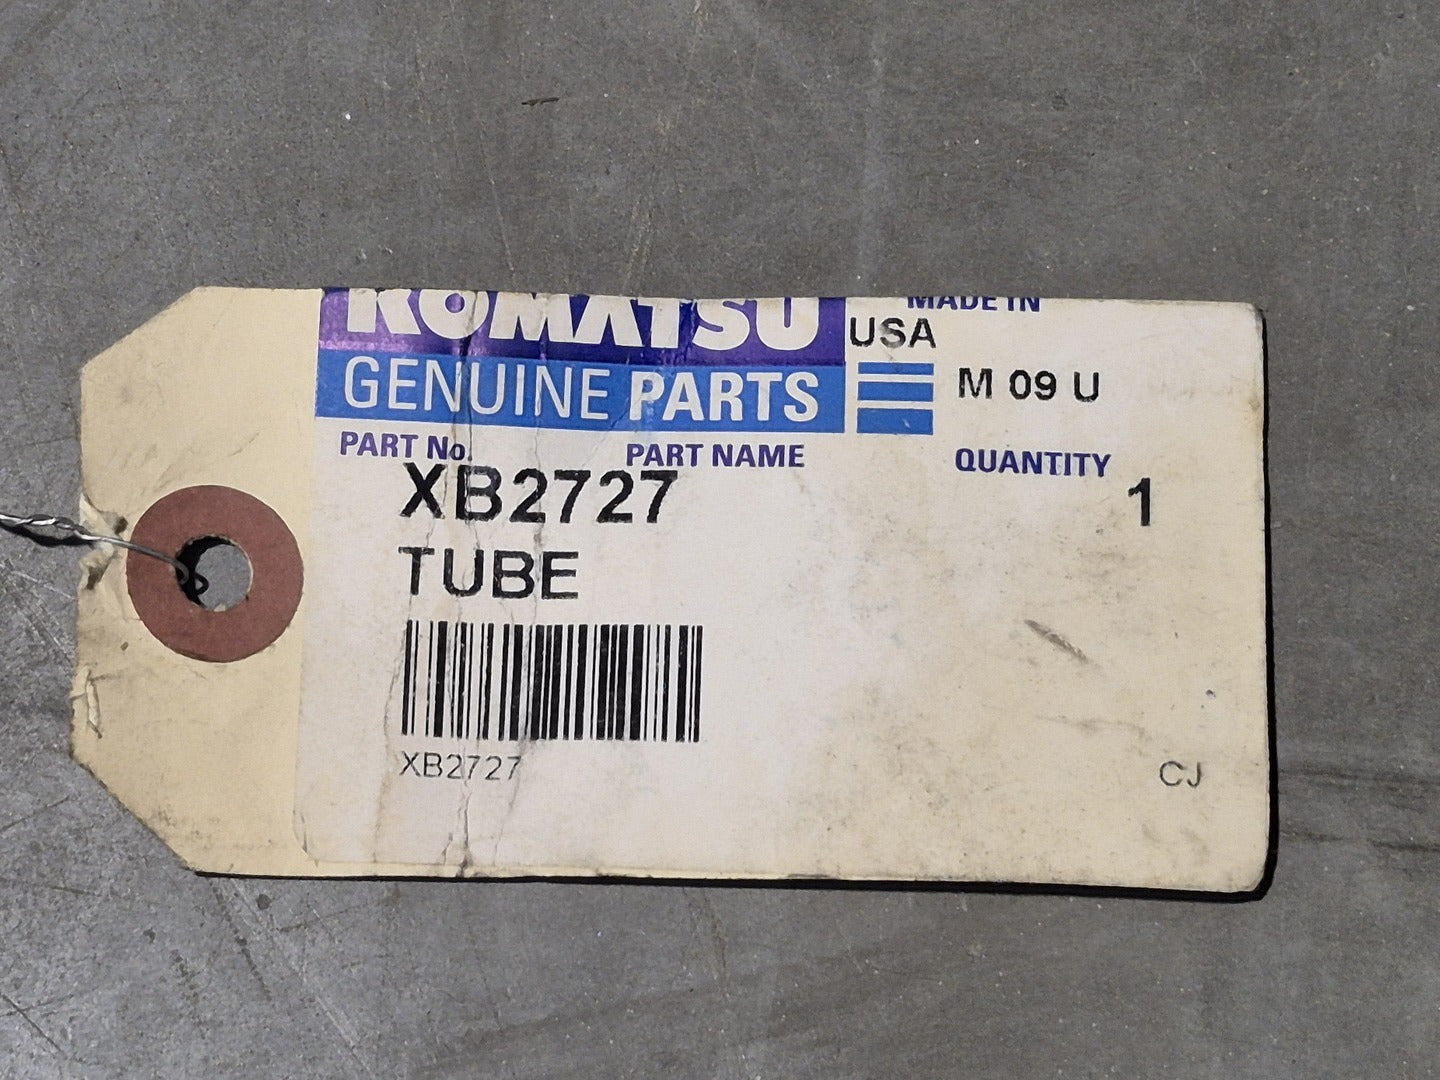 KOMATSU
MADE IN
USA
GENUINE PARTS
M 09 U
PART No.
PART NAME
QUANTITY
XB2727
1
TUBE
XB2727
CJ